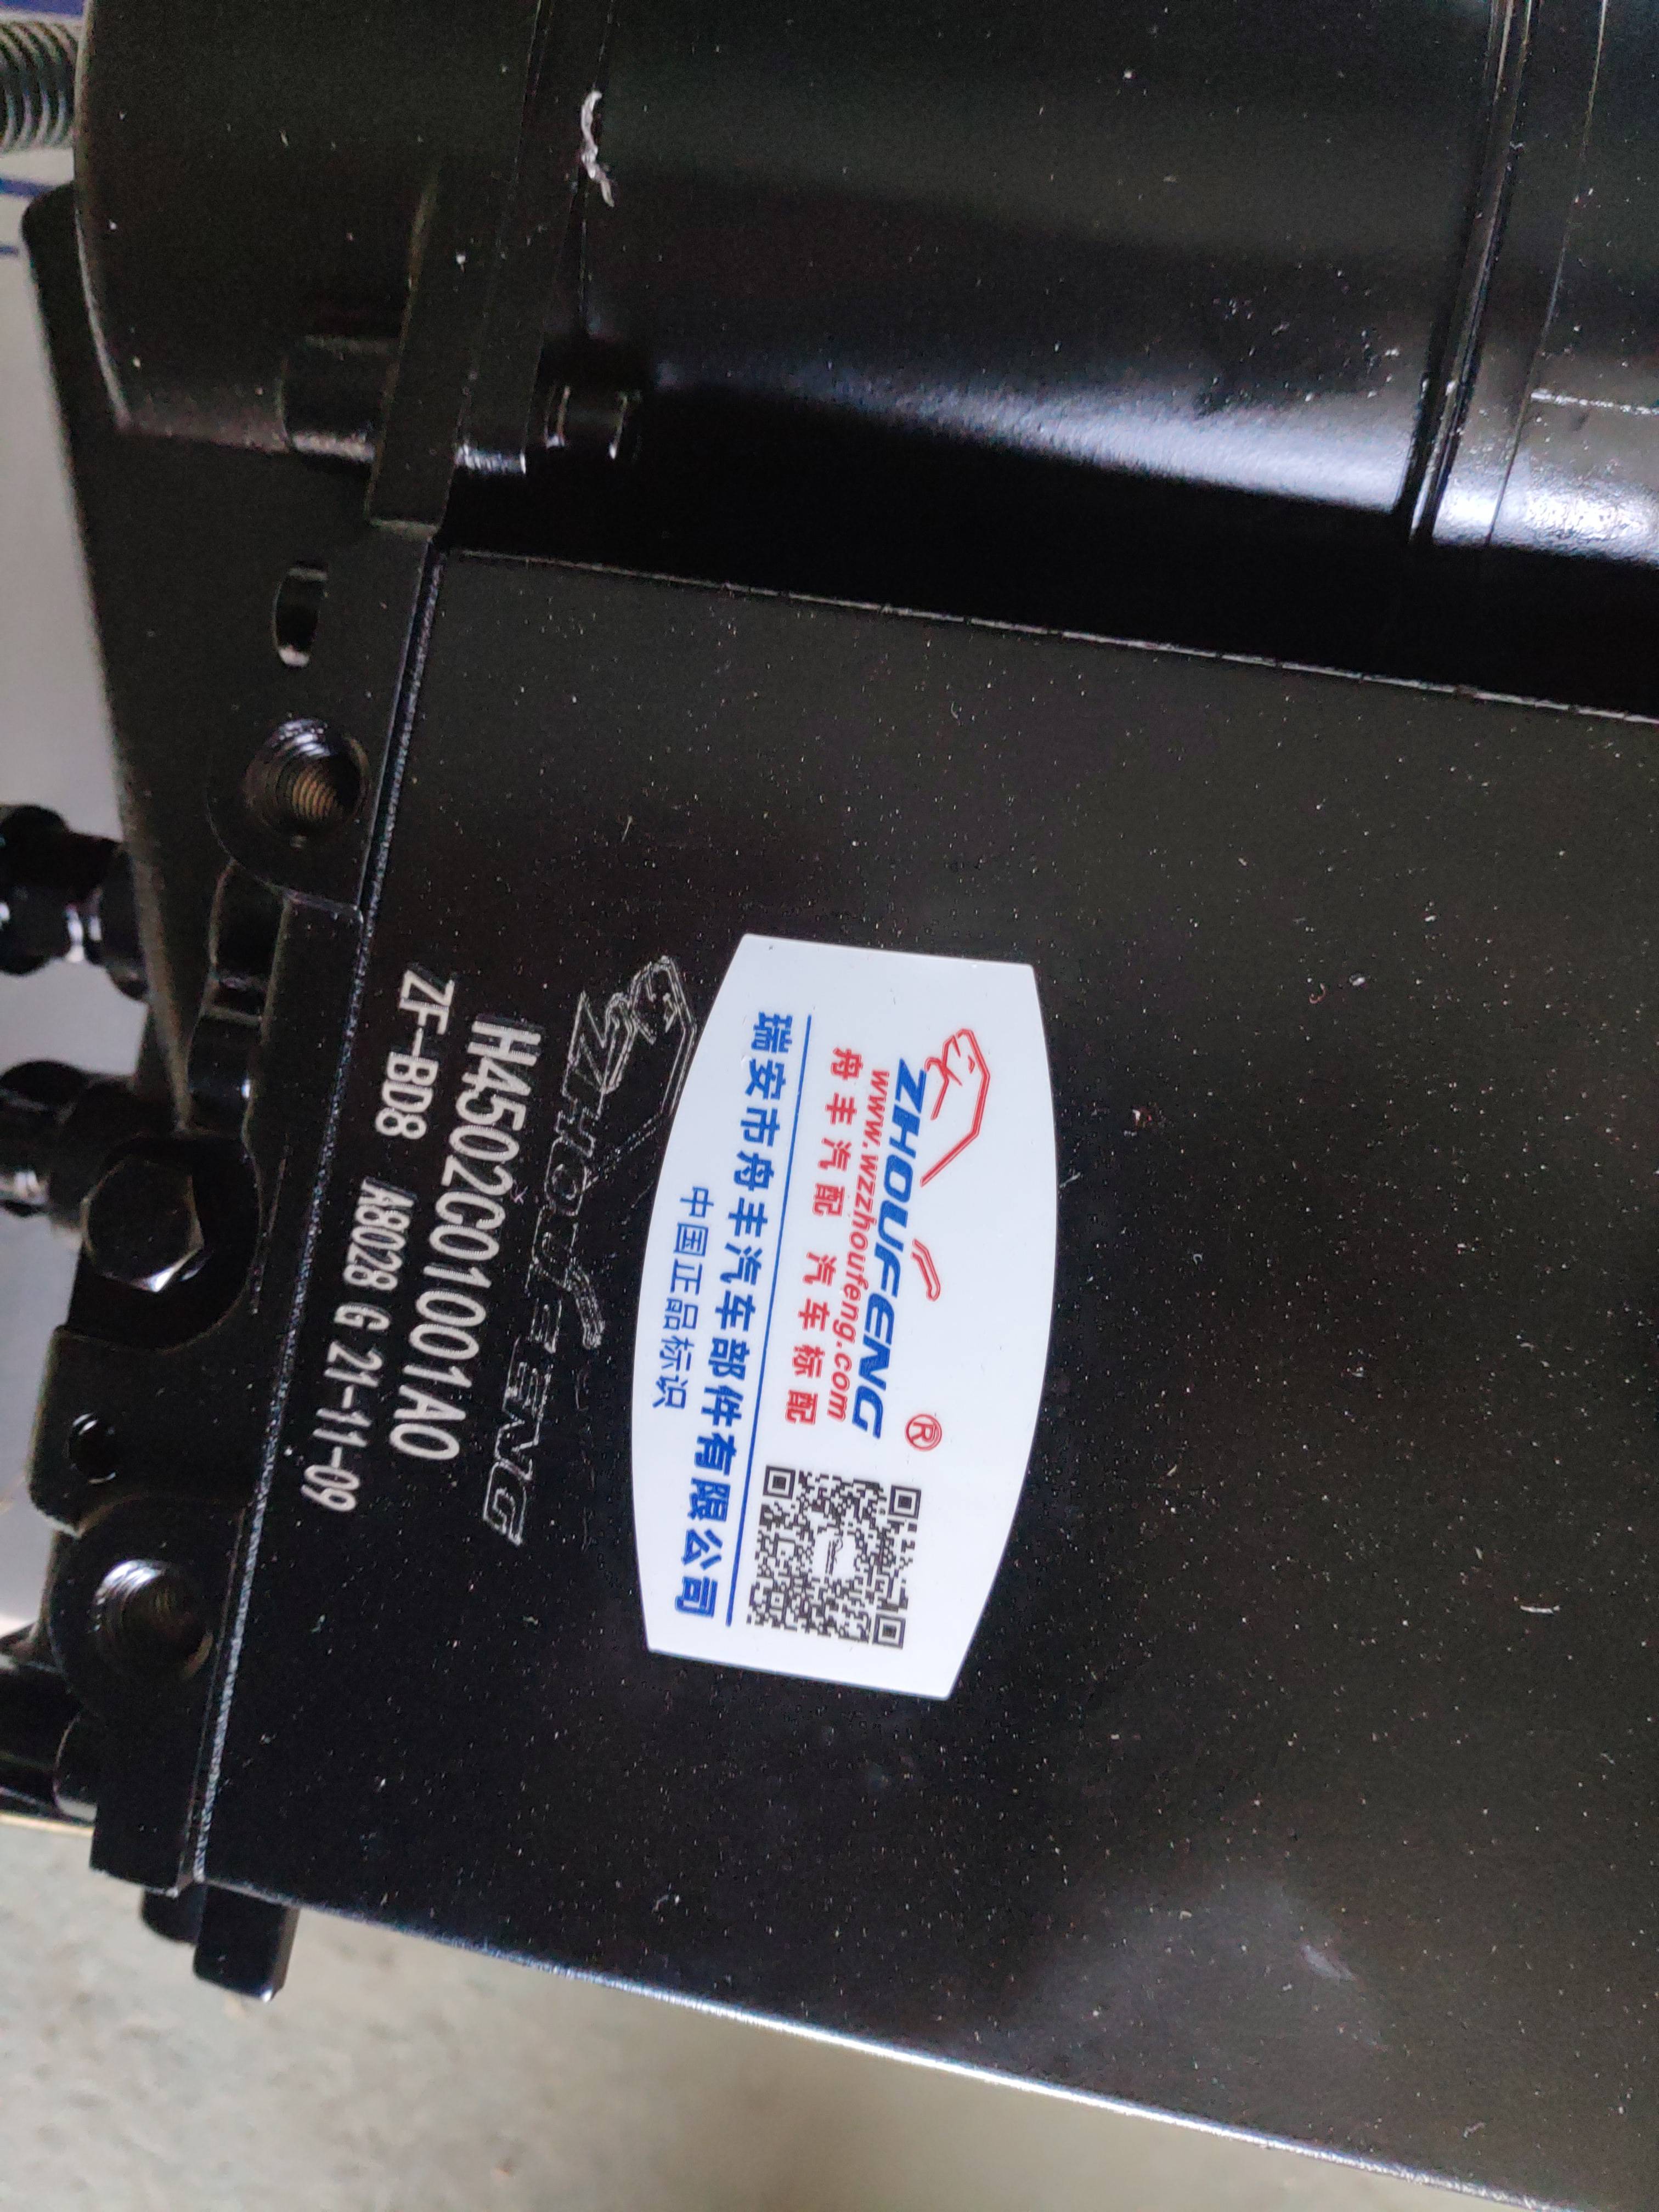 ZHOUFENG®
www.wzzhoufeng.com
舟丰汽配 汽车标配
瑞安市舟丰汽车部件有限公司
中国正品标识
ZHOUFENG
H4502C01001A0
ZF-BD8 A8028 G 21-11-09